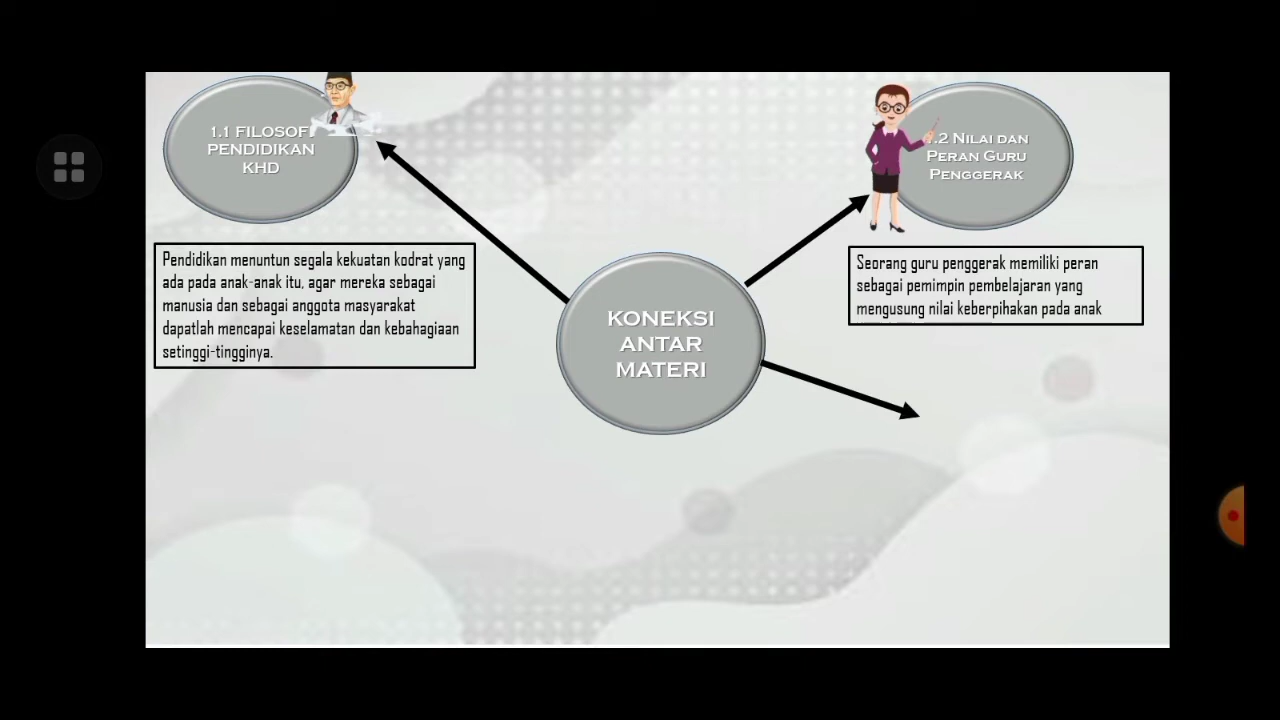 1.1 FILOSOFI
PENDIDIKAN
KHD
Pendidikan menuntun segala kekuatan kodrat yang
ada pada anak-anak itu, agar mereka sebagai
manusia dan sebagai anggota masyarakat
dapatlah mencapai keselamatan dan kebahagiaan
setinggi-tingginya.
KONEKSI
ANTAR
MATERI
.2 NILAI DAN
PERAN GURU
PENGGERAK
Seorang guru penggerak memiliki peran
sebagai pemimpin pembelajaran yang
mengusung nilai keberpihakan pada anak